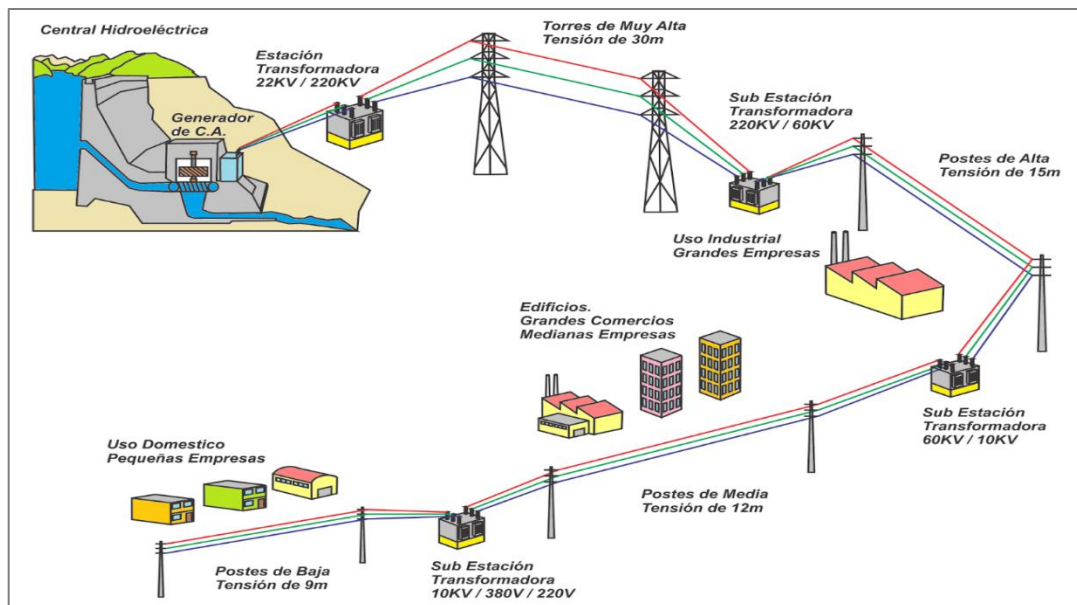 Central Hidroeléctrica
Estación
Transformadora
22KV / 220KV
Generador
de C.A.
Torres de Muy Alta
Tensión de 30m
Sub Estación
Transformadora
220KV / 60KV
Postes de Alta
Tensión de 15m
Uso Industrial
Grandes Empresas
Edificios.
Grandes Comercios
Medianas Empresas
Sub Estación
Transformadora
60KV / 10KV
Uso Domestico
Pequeñas Empresas
Postes de Media
Tensión de 12m
Postes de Baja
Tensión de 9m
Sub Estación
Transformadora
10KV / 380V / 220V